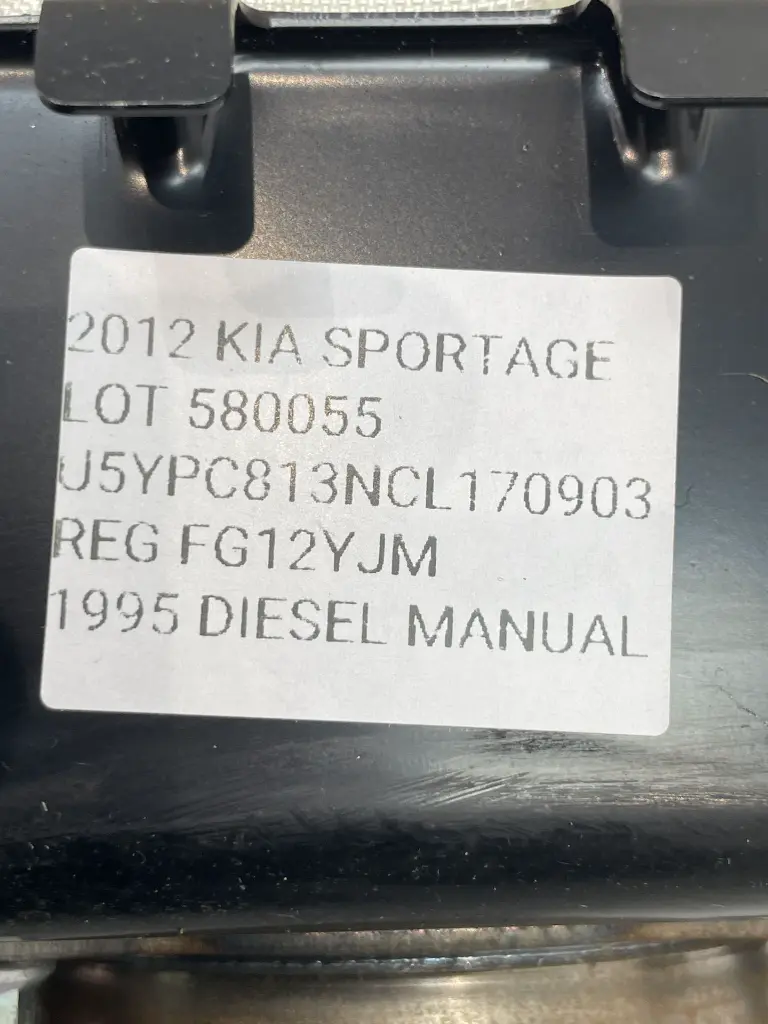 2012 KIA SPORTAGE
LOT 580055
U5YPC813NCL170903
REG FG12YJM
1995 DIESEL MANUAL